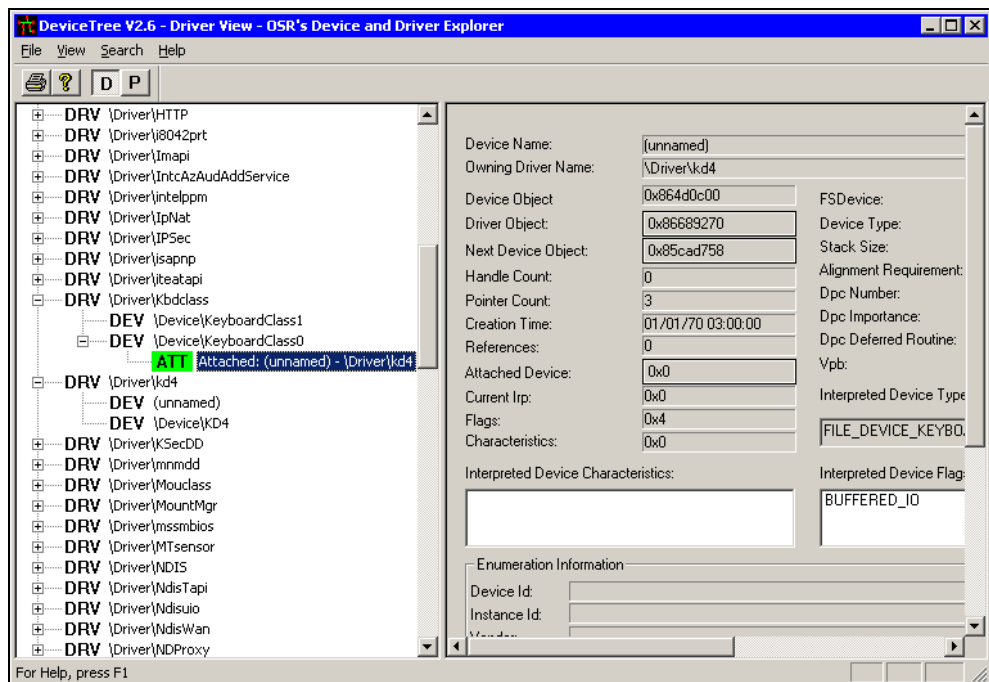 DeviceTree V2.6 - Driver View - OSR's Device and Driver Explorer
File View Search Help
D P
DRV \Driver\HTTP
DRV \Driver\i8042prt
DRV \Driver\Imapi
DRV \Driver\IntcAzAudAddService
DRV \Driver\intelppm
DRV \Driver\IpNat
DRV \Driver\IPSec
DRV \Driver\isapnp
DRV \Driver\iteatapi
DRV \Driver\Kbdclass
DEV \Device\KeyboardClass1
DEV \Device\KeyboardClass0
ATT Attached: (unnamed) - \Driver\kd4
DRV \Driver\kd4
DEV (unnamed)
DEV \Device\KD4
DRV \Driver\KSecDD
DRV \Driver\mnmdd
DRV \Driver\Mouclass
DRV \Driver\MountMgr
DRV \Driver\mssmbios
DRV \Driver\MTsensor
DRV \Driver\NDIS
DRV \Driver\NdisTapi
DRV \Driver\Ndisuio
DRV \Driver\NdisWan
DRV \Driver\NDProxy
Device Name: (unnamed)
Owning Driver Name: \Driver\kd4
Device Object 0x864d0c00 FSDevice:
Driver Object: 0x86689270 Device Type:
Next Device Object: 0x85cad758 Stack Size:
Handle Count: 0 Alignment Requirement:
Pointer Count: 3 Dpc Number:
Creation Time: 01/01/70 03:00:00 Dpc Importance:
References: 0 Dpc Deferred Routine:
Attached Device: 0x0 Vpb:
Current Irp: 0x0 Interpreted Device Type
Flags: 0x4
Characteristics: 0x0 FILE_DEVICE_KEYBO
Interpreted Device Characteristics: Interpreted Device Flag
BUFFERED_IO
Enumeration Information
Device Id:
Instance Id:
For Help, press F1